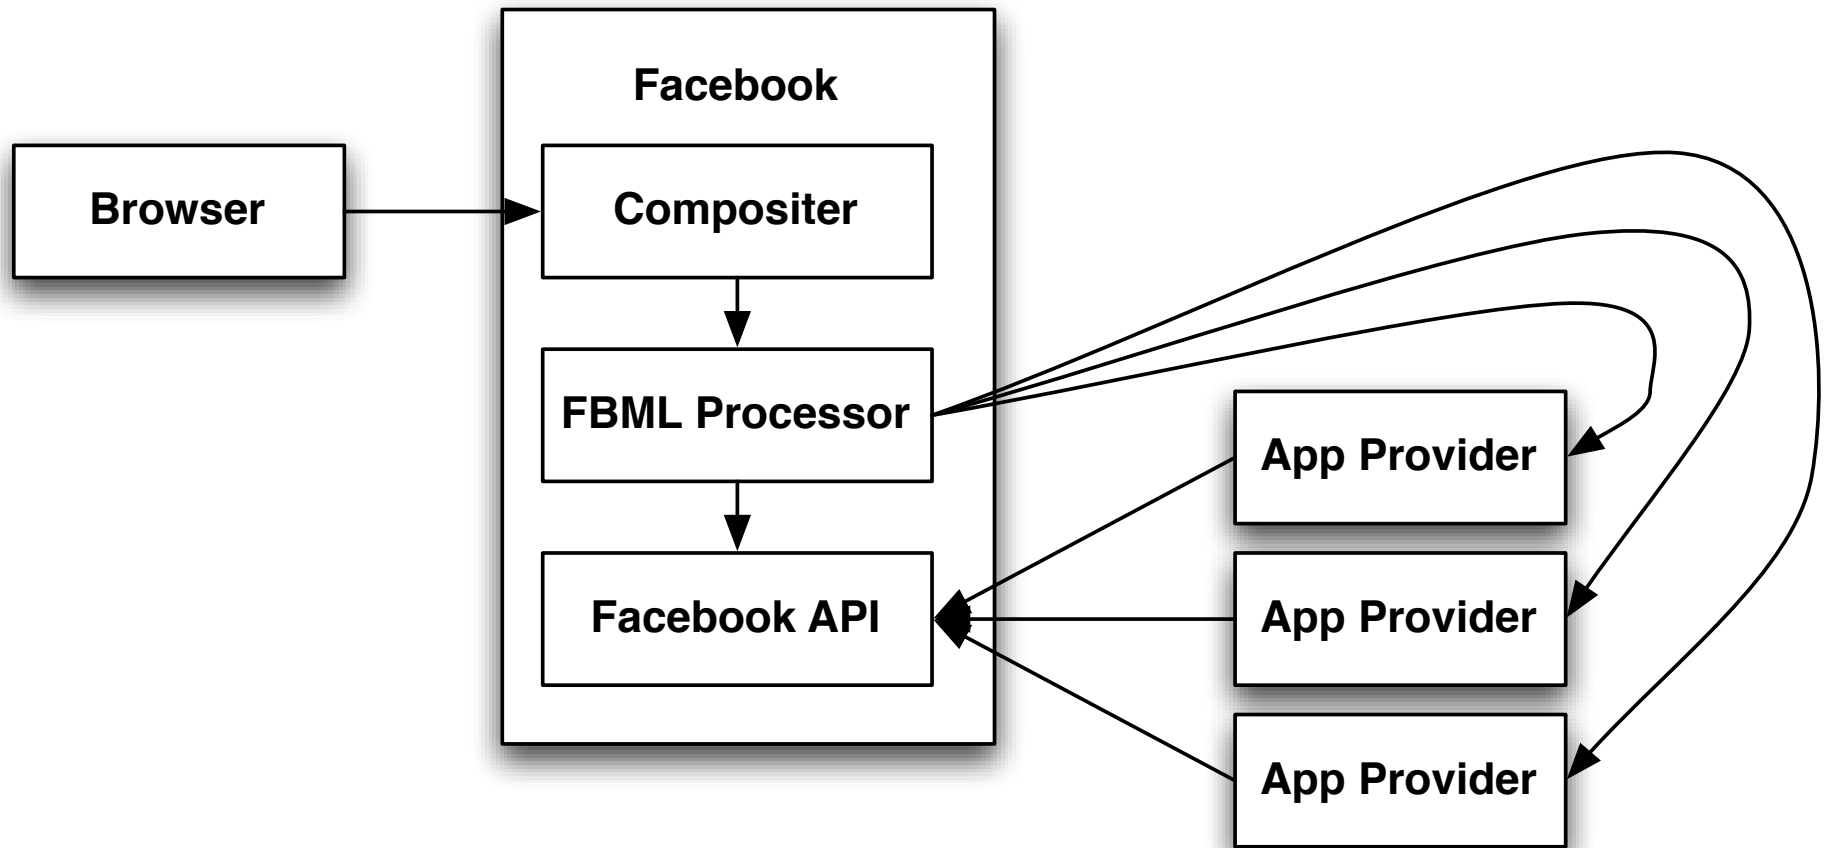 Facebook
Browser
Compositer
FBML Processor
App Provider
Facebook API
App Provider
App Provider